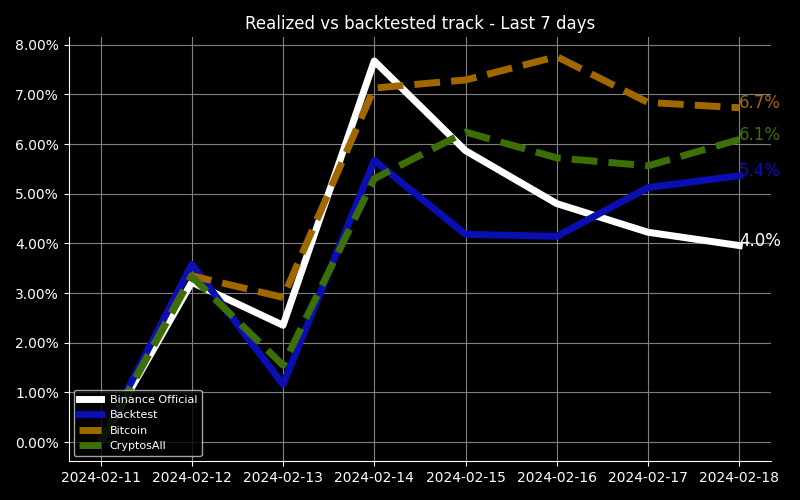 Realized vs backtested track - Last 7 days
8.00%
7.00%
6.00%
5.00%
4.00%
3.00%
2.00%
1.00%
0.00%
6.7%
6.1%
5.4%
4.0%
Binance Official
Backtest
Bitcoin
CryptosAll
2024-02-11 2024-02-12 2024-02-13 2024-02-14 2024-02-15 2024-02-16 2024-02-17 2024-02-18